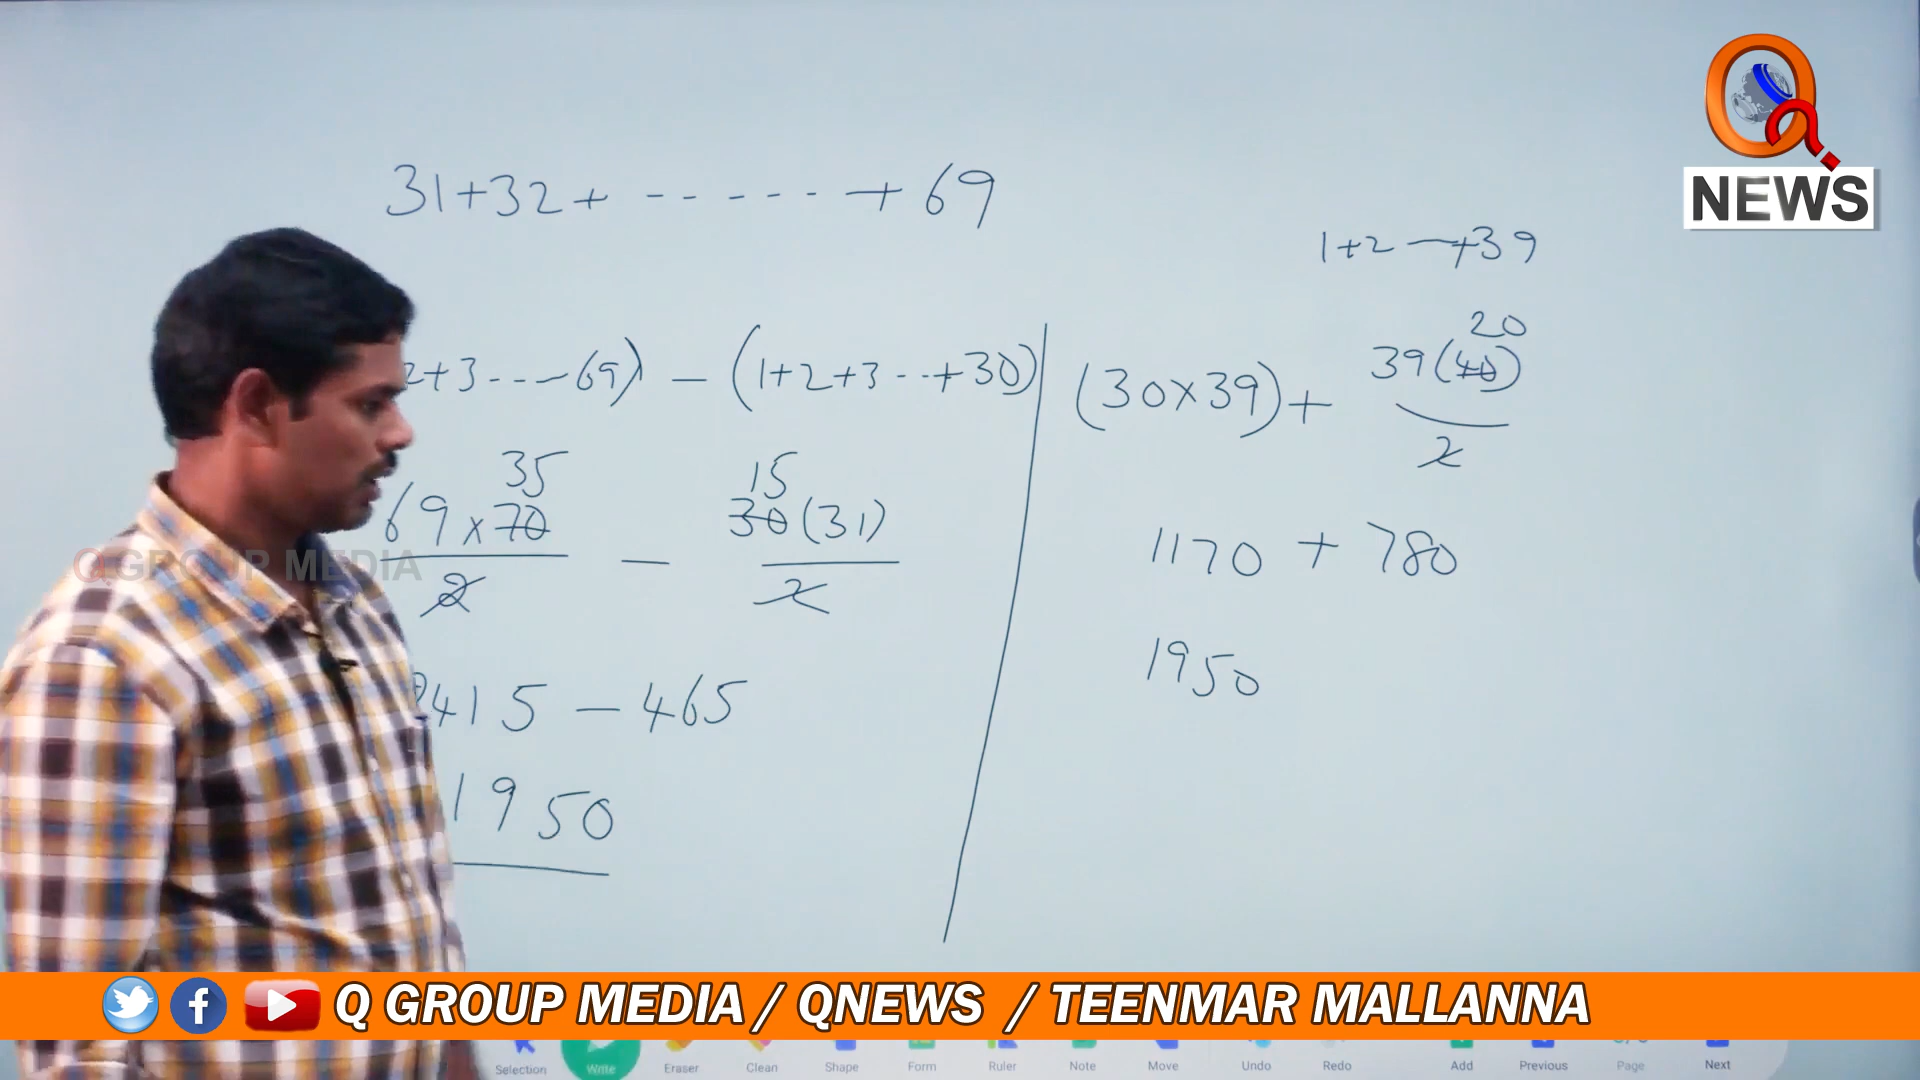 NEWS
31+32+ - - - - - - + 69
1+2 —+39
2+3---—69) — (1+2+3--+30)
(30×39)+ 39(40)/2
20
35
69×70/2 — 30(31)/2
15
1170 + 780
2415 — 465
1950
1950
Q GROUP MEDIA
Q GROUP MEDIA / QNEWS / TEENMAR MALLANNA
Selection Write Eraser Clean Shape Form Ruler Note Move Undo Redo Add Previous Page Next